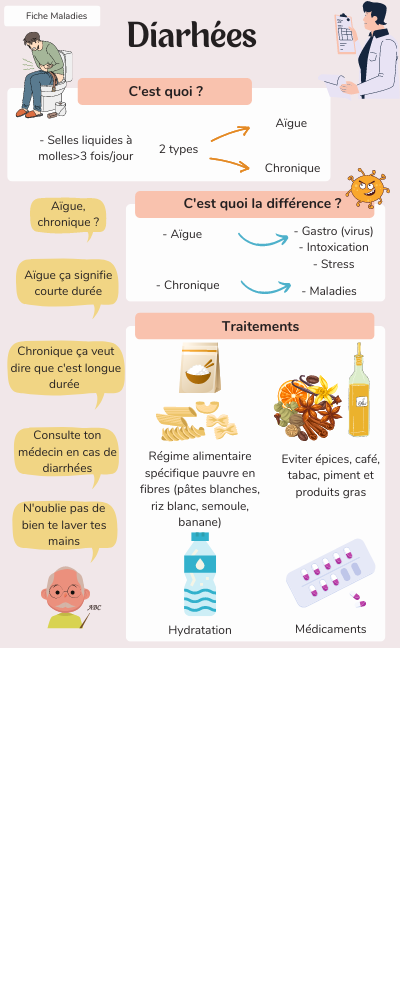 Fiche Maladies
Diarhées
C'est quoi ?
- Selles liquides à
molles>3 fois/jour
2 types
Aïgue
Chronique
C'est quoi la différence ?
- Aïgue
- Gastro (virus)
- Intoxication
- Stress
- Chronique
- Maladies
Aïgue,
chronique ?
Aïgue ça signifie
courte durée
Chronique ça veut
dire que c'est longue
durée
Consulte ton
médecin en cas de
diarrhées
N'oublie pas de
bien te laver tes
mains
ABC
Traitements
Régime alimentaire
spécifique pauvre en
fibres (pâtes blanches,
riz blanc, semoule,
banane)
Eviter épices, café,
tabac, piment et
produits gras
Hydratation
Médicaments